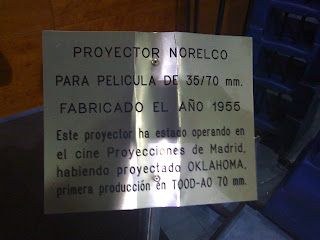 PROYECTOR NORELCO
PARA PELICULA DE 35/70 mm.
FABRICADO EL AÑO 1955
Este proyector ha estado operando en
el cine Proyecciones de Madrid,
habiendo proyectado OKLAHOMA,
primera producción en TOOD-AO 70 mm.